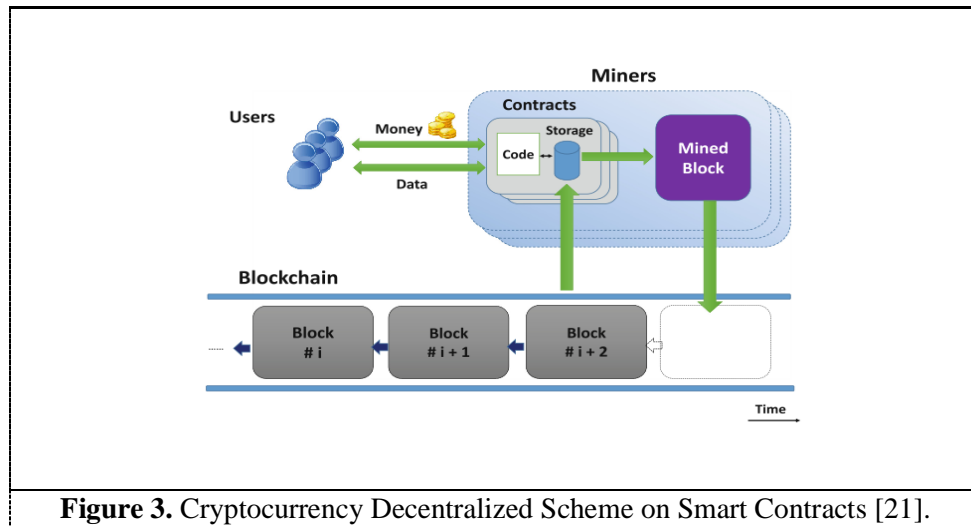 Miners
Users
Contracts
Money
Storage
Code
Mined
Block
Data
Blockchain
Block
# i
Block
# i + 1
Block
# i + 2
.....
Time
Figure 3. Cryptocurrency Decentralized Scheme on Smart Contracts [21].